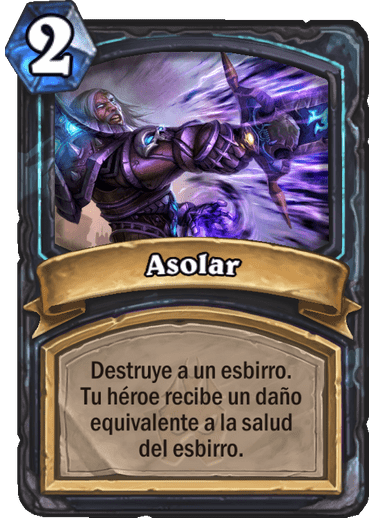 2
Asolar
Destruye a un esbirro.
Tu héroe recibe un daño
equivalente a la salud
del esbirro.